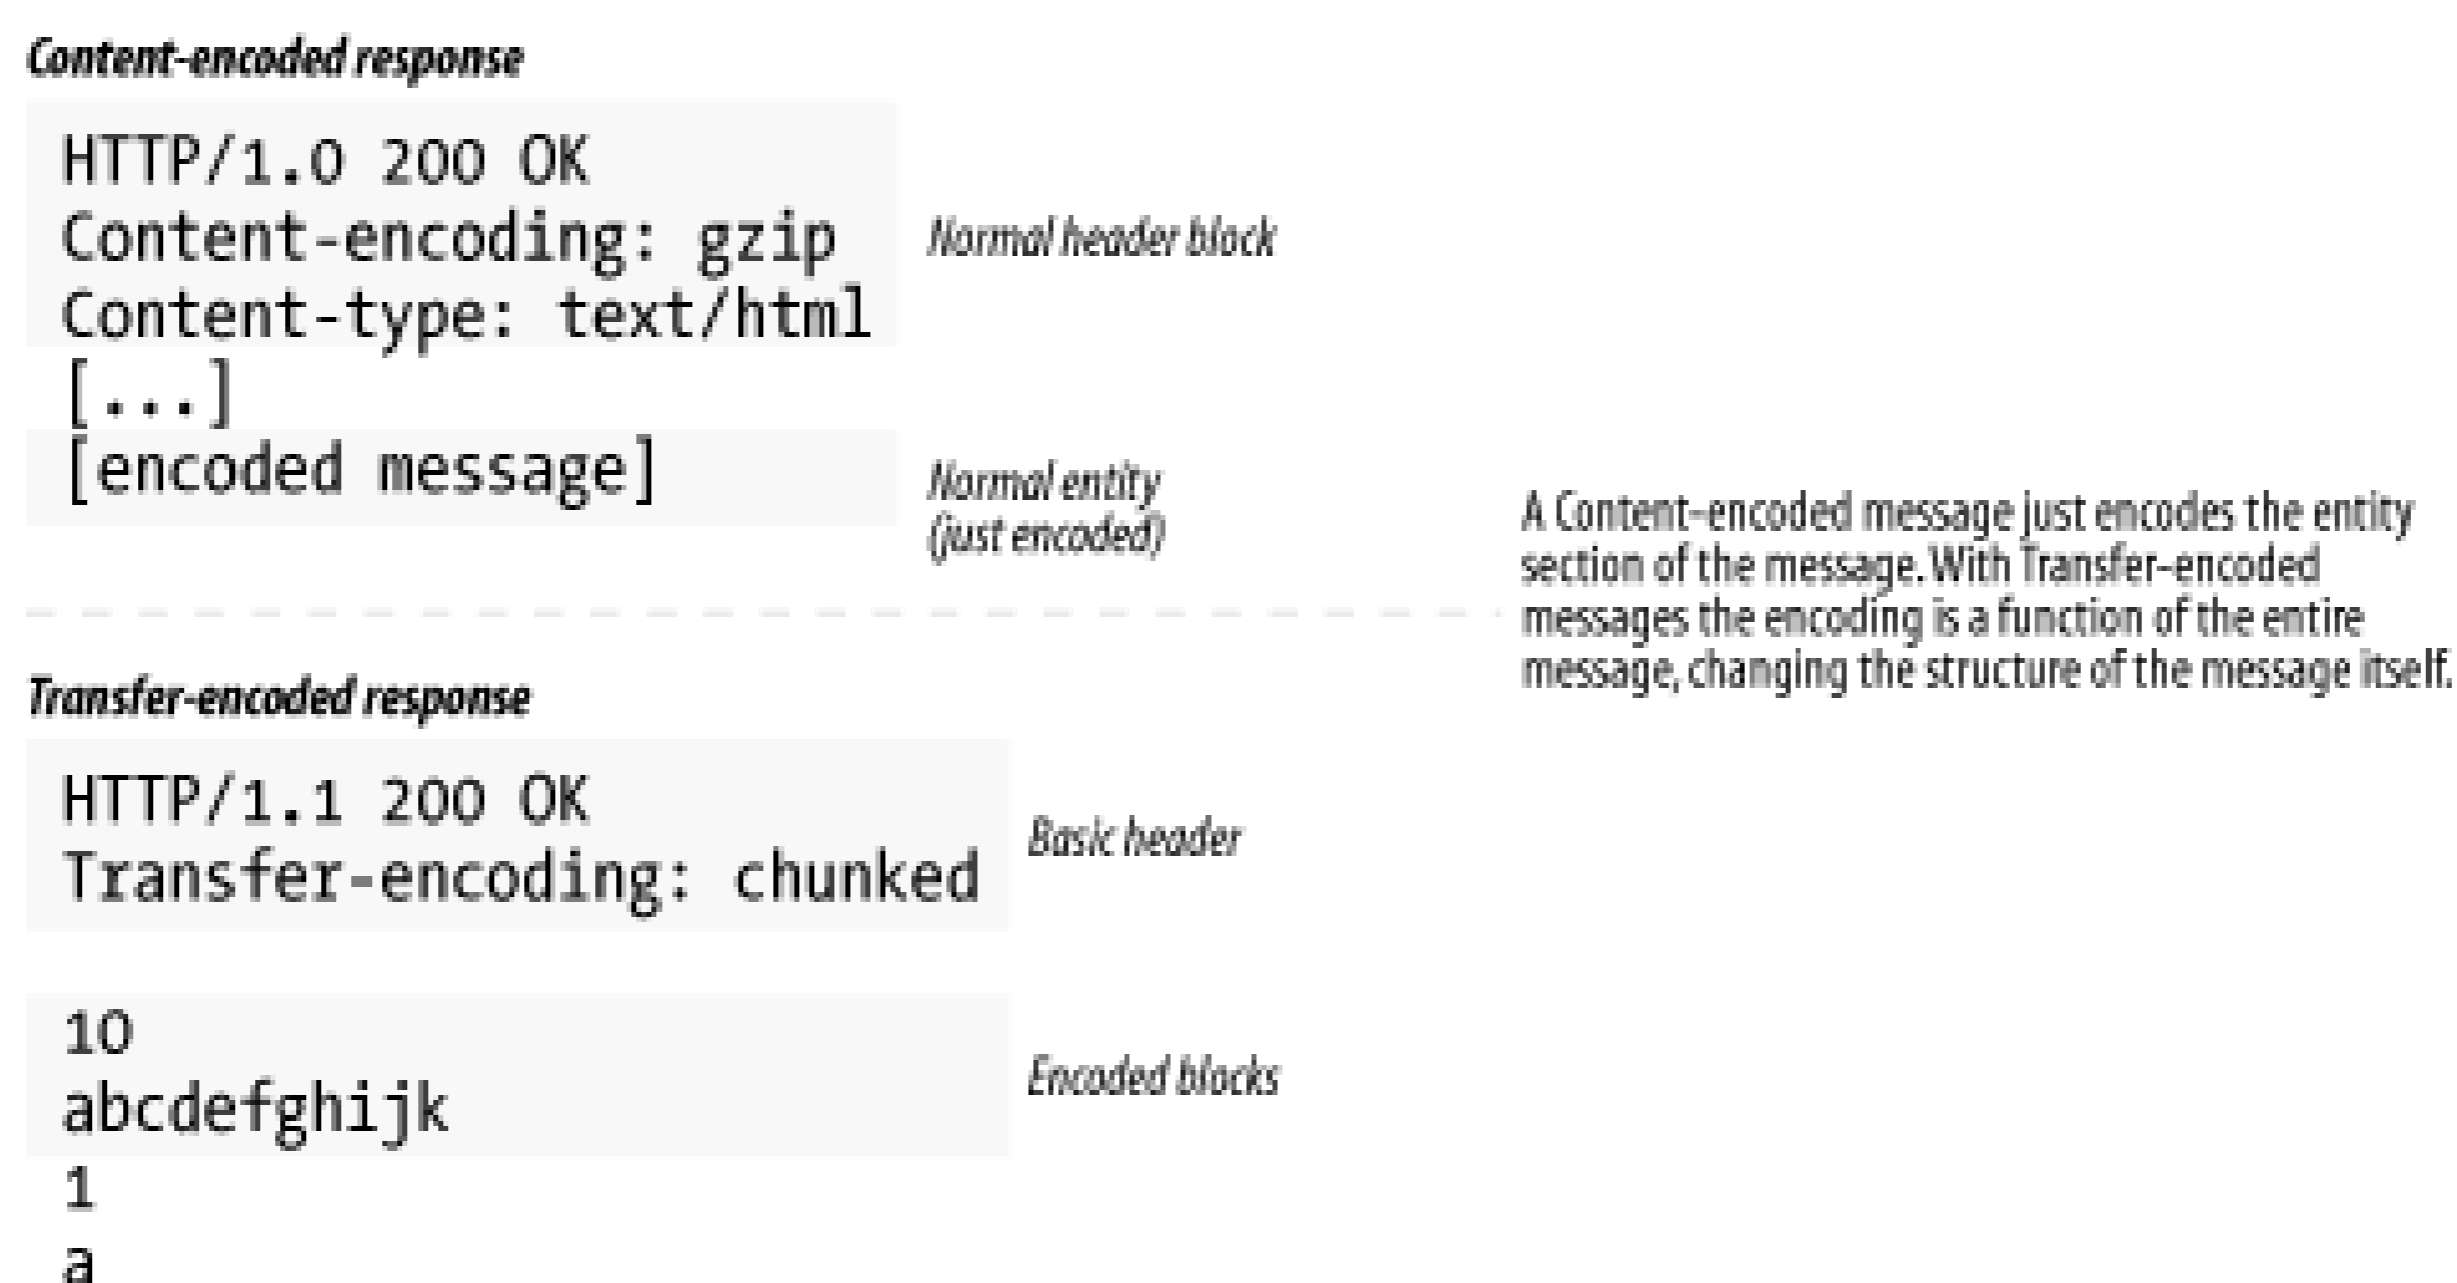 Content-encoded response
HTTP/1.0 200 OK
Content-encoding: gzip
Content-type: text/html
Normal header block
[...]
[encoded message]
Normal entity
(just encoded)
A Content-encoded message just encodes the entity
section of the message. With Transfer-encoded
messages the encoding is a function of the entire
message, changing the structure of the message itself.
Transfer-encoded response
HTTP/1.1 200 OK
Transfer-encoding: chunked
Basic header
10
abcdefghijk
Encoded blocks
1
a